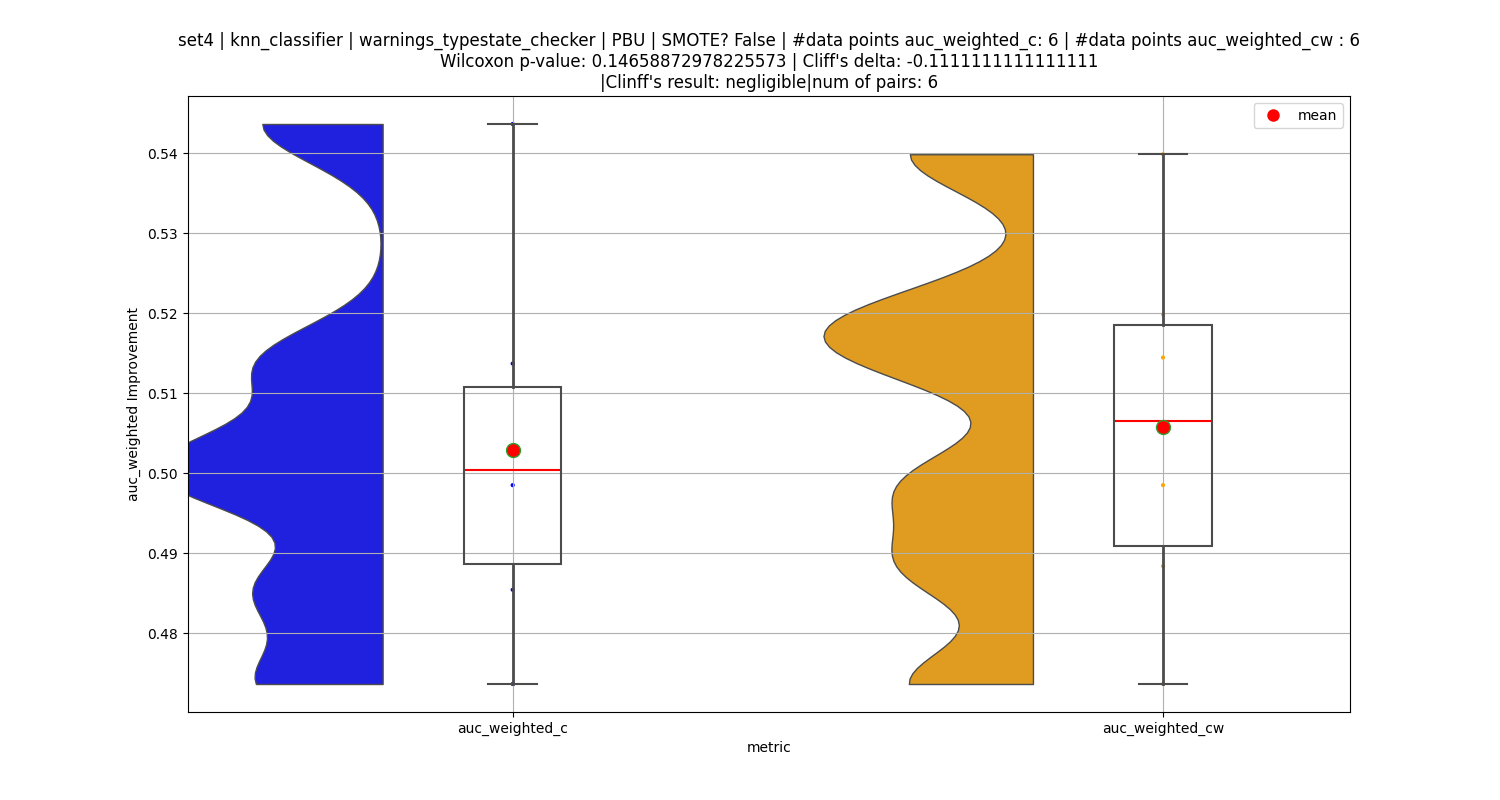 set4 | knn_classifier | warnings_typestate_checker | PBU | SMOTE? False | #data points auc_weighted_c: 6 | #data points auc_weighted_cw : 6
Wilcoxon p-value: 0.14658872978225573 | Cliff's delta: -0.1111111111111111
|Clinff's result: negligible|num of pairs: 6
mean
0.54
0.53
0.52
0.51
0.50
0.49
0.48
auc_weighted Improvement
auc_weighted_c
auc_weighted_cw
metric